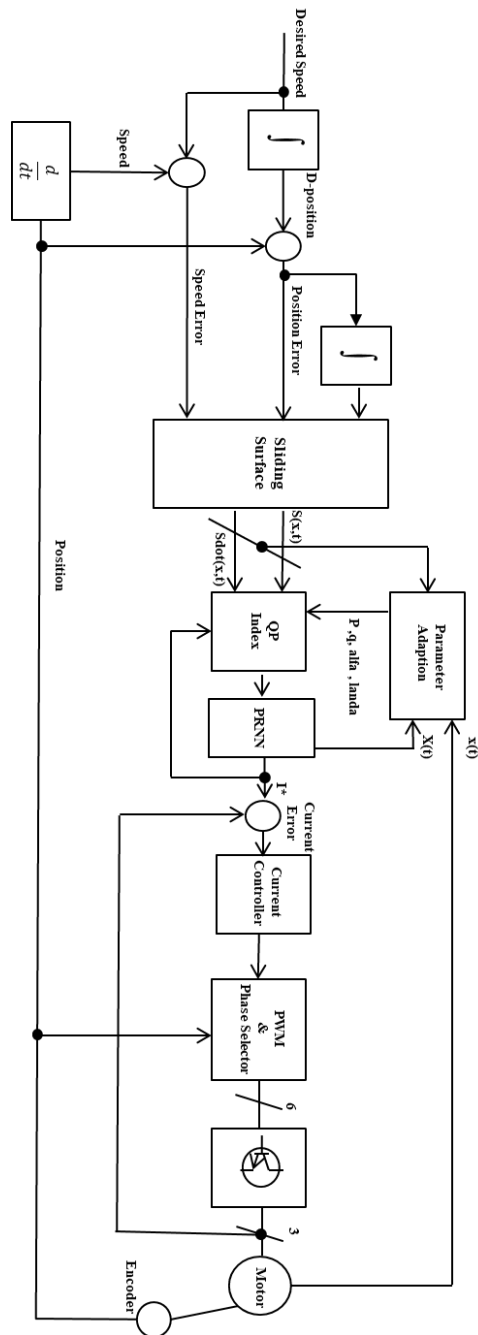 Desired Speed
∫
D-position
Speed
d
dt
Speed Error
Position Error
∫
Sliding
Surface
S(x,t)
Sdot(x,t)
Position
QP
Index
P ,q, alfa , landa
Parameter
Adaption
PRNN
X(t)
x(t)
I*
Current
Error
Current
Controller
PWM
&
Phase Selector
6
3
Motor
Encoder